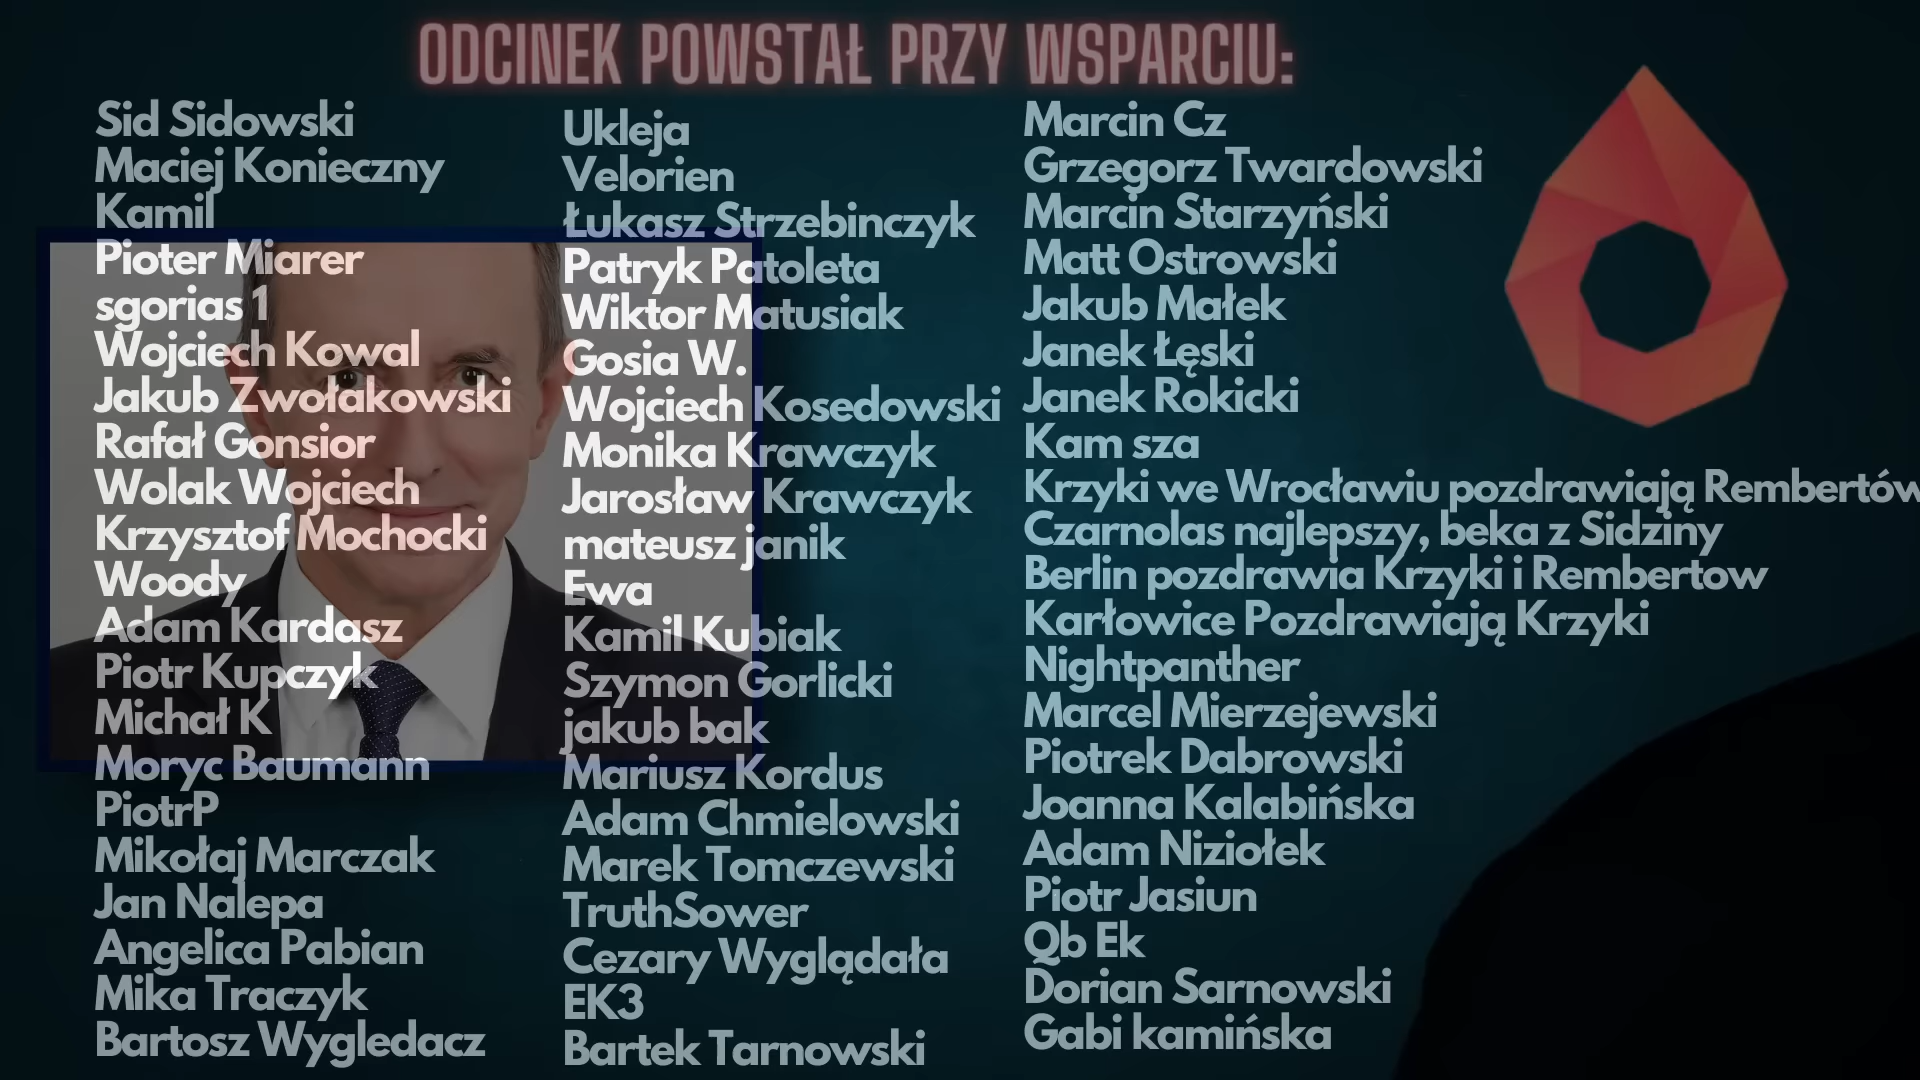 ODCINEK POWSTAŁ PRZY WSPARCIU:
Sid Sidowski
Maciej Konieczny
Kamil
Pioter Miarer
sgorias 1
Wojciech Kowal
Jakub Zwołakowski
Rafał Gonsior
Wolak Wojciech
Krzysztof Mochocki
Woody
Adam Kardasz
Piotr Kupczyk
Michał K
Moryc Baumann
PiotrP
Mikołaj Marczak
Jan Nalepa
Angelica Pabian
Mika Traczyk
Bartosz Wygledacz
Ukleja
Velorien
Łukasz Strzebinczyk
Patryk Patoleta
Wiktor Matusiak
Gosia W.
Wojciech Kosedowski
Monika Krawczyk
Jarosław Krawczyk
mateusz janik
Ewa
Kamil Kubiak
Szymon Gorlicki
jakub bak
Mariusz Kordus
Adam Chmielowski
Marek Tomczewski
TruthSower
Cezary Wyglądała
EK3
Bartek Tarnowski
Marcin Cz
Grzegorz Twardowski
Marcin Starzyński
Matt Ostrowski
Jakub Małek
Janek Łęski
Janek Rokicki
Kam sza
Krzyki we Wrocławiu pozdrawiają Rembertów
Czarnolas najlepszy, beka z Sidziny
Berlin pozdrawia Krzyki i Rembertow
Karłowice Pozdrawiają Krzyki
Nightpanther
Marcel Mierzejewski
Piotrek Dabrowski
Joanna Kalabińska
Adam Niziołek
Piotr Jasiun
Qb Ek
Dorian Sarnowski
Gabi kamińska